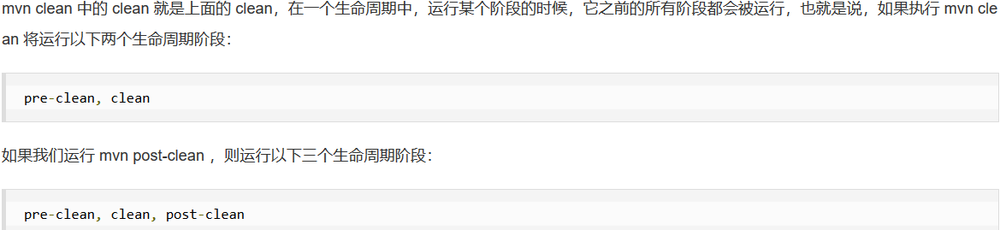 mvn clean 中的 clean 就是上面的 clean，在一个生命周期中，运行某个阶段的时候，它之前的所有阶段都会被运行，也就是说，如果执行 mvn cle
an 将运行以下两个生命周期阶段：
pre-clean, clean
如果我们运行 mvn post-clean ，则运行以下三个生命周期阶段：
pre-clean, clean, post-clean